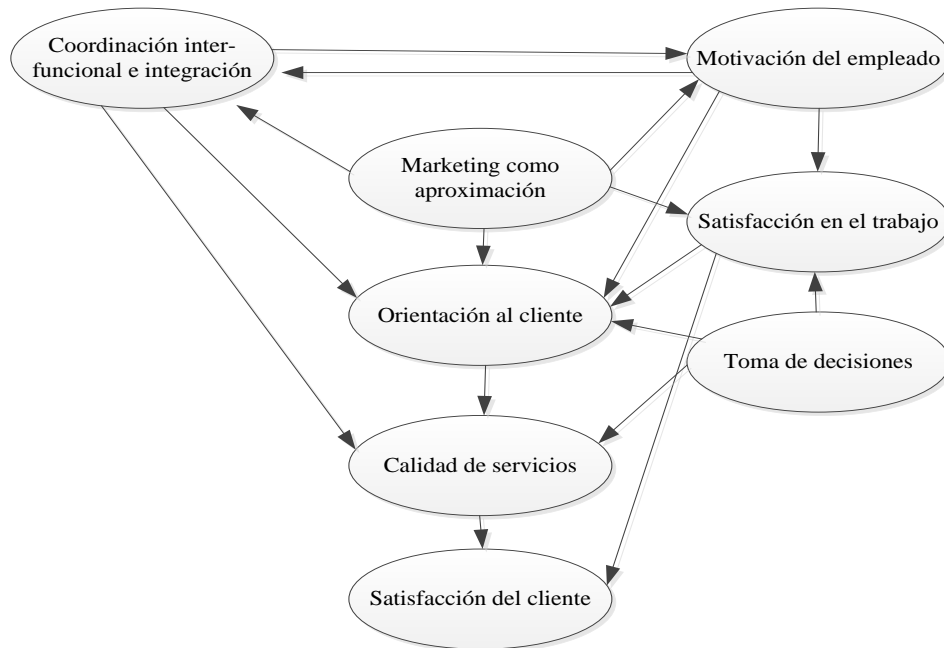 Coordinación inter-
funcional e integración
Motivación del empleado
Marketing como
aproximación
Satisfacción en el trabajo
Orientación al cliente
Toma de decisiones
Calidad de servicios
Satisfacción del cliente